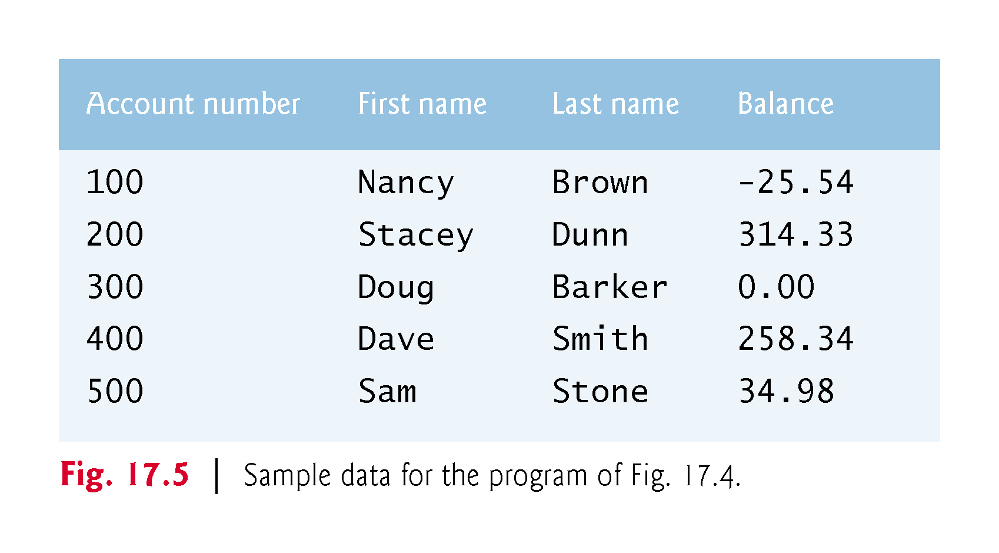 Account number First name Last name Balance
100 Nancy Brown -25.54
200 Stacey Dunn 314.33
300 Doug Barker 0.00
400 Dave Smith 258.34
500 Sam Stone 34.98
Fig. 17.5 | Sample data for the program of Fig. 17.4.